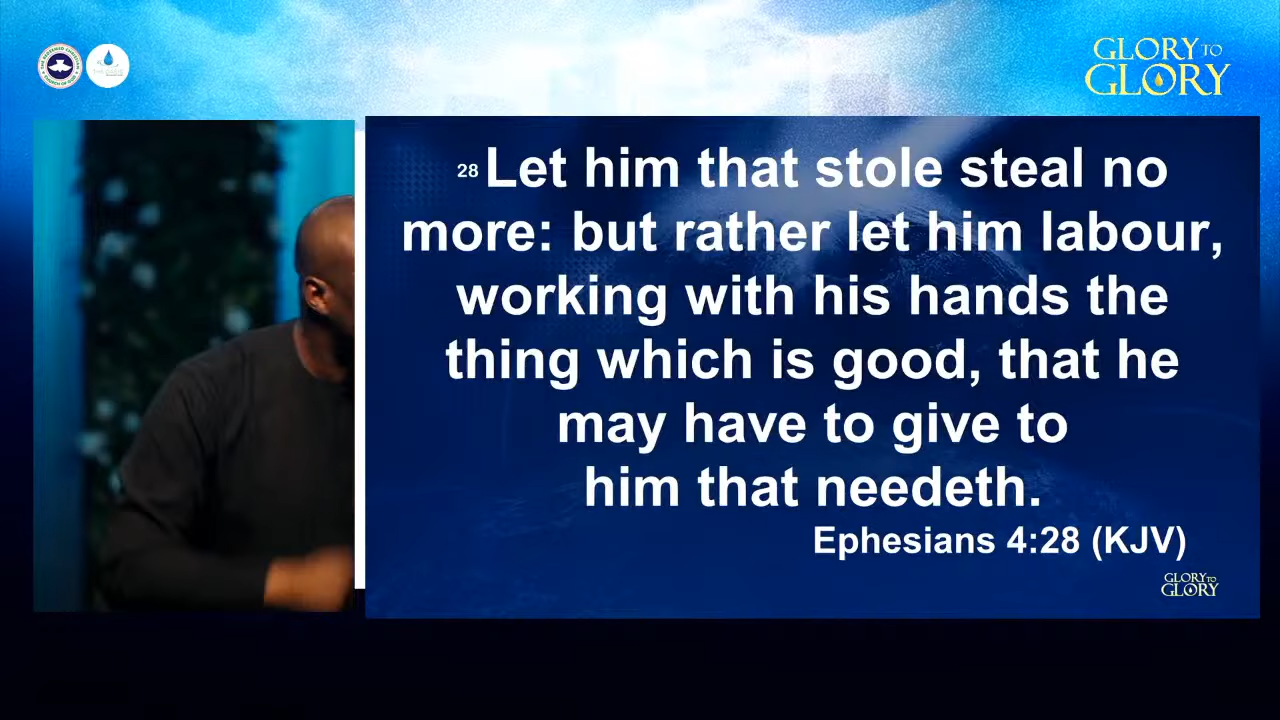 GLORY TO
GLORY
28 Let him that stole steal no
more: but rather let him labour,
working with his hands the
thing which is good, that he
may have to give to
him that needeth.
Ephesians 4:28 (KJV)
GLORY TO
GLORY